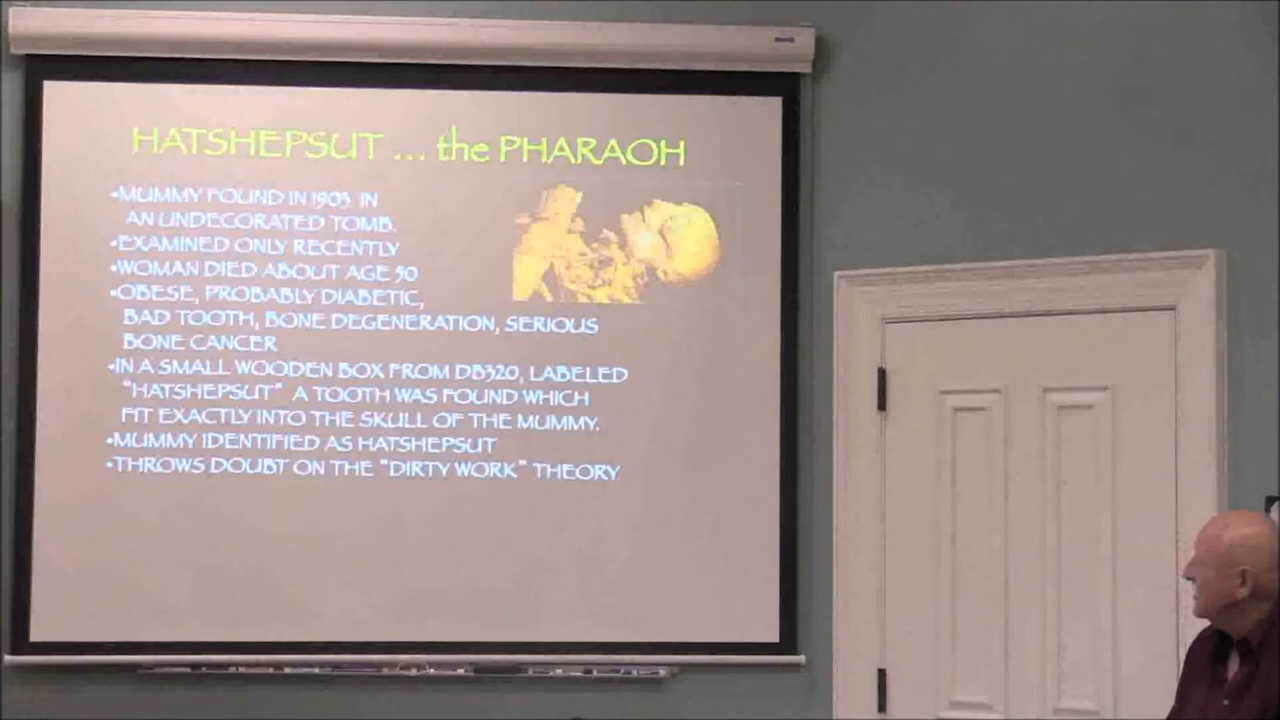 HATSHEPSUT ... the PHARAOH
•MUMMY FOUND IN 1903 IN
AN UNDECORATED TOMB.
•EXAMINED ONLY RECENTLY
•WOMAN DIED ABOUT AGE 50
•OBESE, PROBABLY DIABETIC,
BAD TOOTH, BONE DEGENERATION, SERIOUS
BONE CANCER
•IN A SMALL WOODEN BOX FROM DB320, LABELED
"HATSHEPSUT" A TOOTH WAS FOUND WHICH
FIT EXACTLY INTO THE SKULL OF THE MUMMY.
•MUMMY IDENTIFIED AS HATSHEPSUT
•THROWS DOUBT ON THE "DIRTY WORK" THEORY